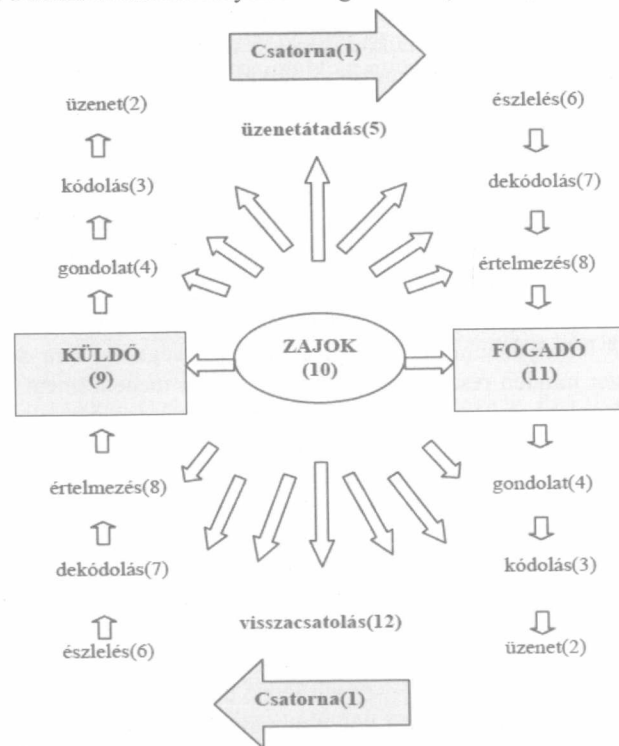 Csatorna(1)
üzenet(2)
észlelés(6)
üzenetátadás(5)
kódolás(3)
dekódolás(7)
gondolat(4)
értelmezés(8)
KÜLDŐ
(9)
ZAJOK
(10)
FOGADÓ
(11)
értelmezés(8)
gondolat(4)
dekódolás(7)
kódolás(3)
visszacsatolás(12)
észlelés(6)
üzenet(2)
Csatorna(1)